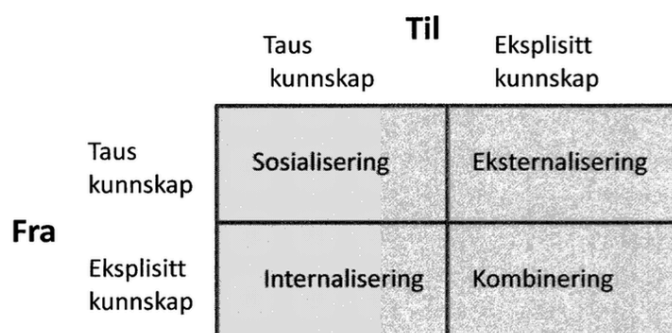 Til
Taus
kunnskap
Eksplisitt
kunnskap
Taus
kunnskap
Sosialisering
Eksternalisering
Fra
Eksplisitt
kunnskap
Internalisering
Kombinering